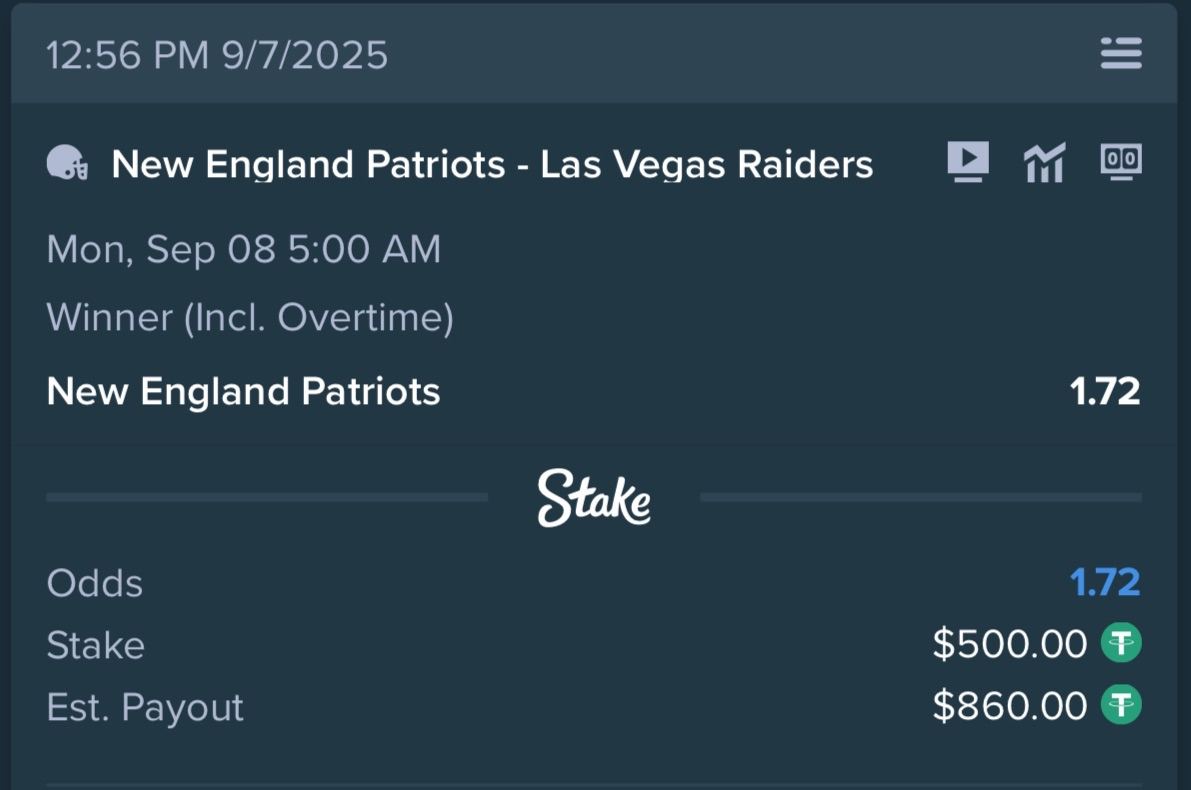 12:56 PM 9/7/2025
New England Patriots - Las Vegas Raiders
00
Mon, Sep 08 5:00 AM
Winner (Incl. Overtime)
New England Patriots 1.72
Stake
Odds 1.72
Stake $500.00
Est. Payout $860.00